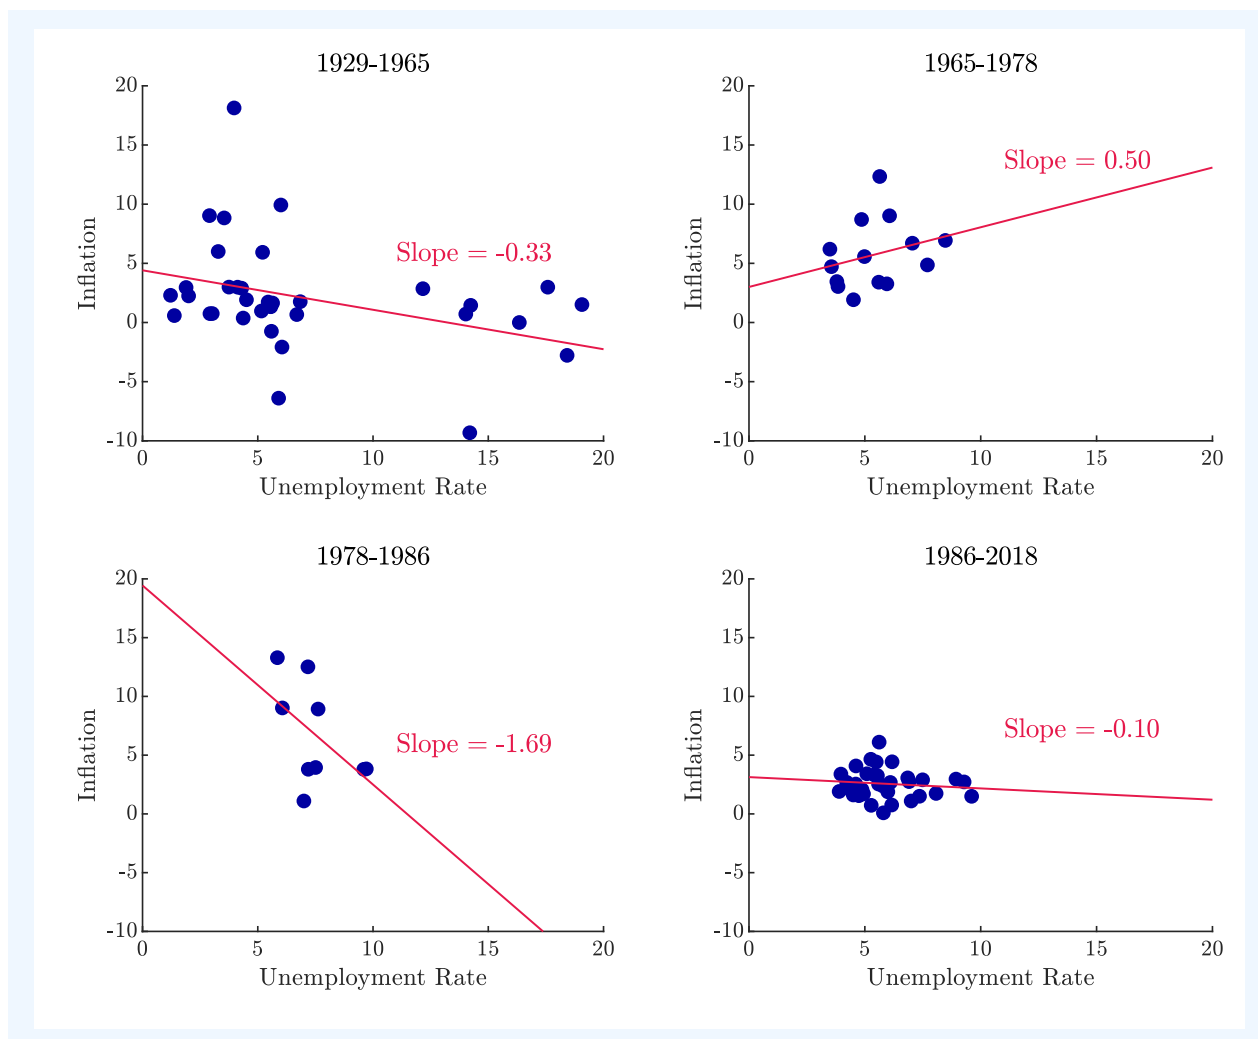 1929-1965
20
15
10
5
0
-5
-10
Inflation
Slope = -0.33
0 5 10 15 20
Unemployment Rate
1965-1978
20
15
10
5
0
-5
-10
Inflation
Slope = 0.50
0 5 10 15 20
Unemployment Rate
1978-1986
20
15
10
5
0
-5
-10
Inflation
Slope = -1.69
0 5 10 15 20
Unemployment Rate
1986-2018
20
15
10
5
0
-5
-10
Inflation
Slope = -0.10
0 5 10 15 20
Unemployment Rate